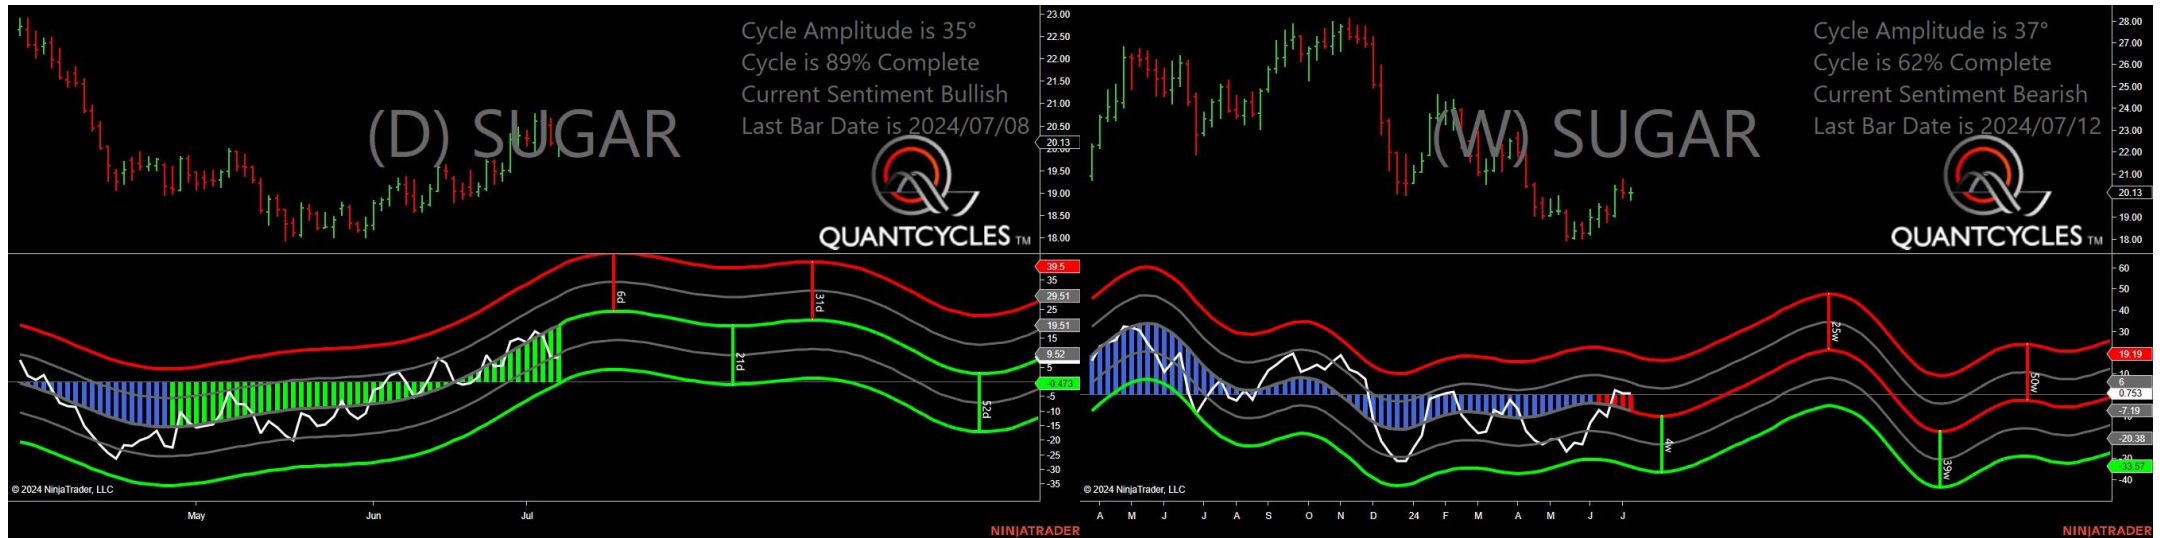 Cycle Amplitude is 35°
Cycle is 89% Complete
Current Sentiment Bullish
Last Bar Date is 2024/07/08
(D) SUGAR
QUANTCYCLES TM
23.00
22.50
22.00
21.50
21.00
20.50
20.13
19.50
19.00
18.50
18.00
39.5
35
29.51
25
19.51
15
9.52
5
-0.473
-5
-10
-15
-20
-25
-30
-35
6d
31d
21d
52d
© 2024 NinjaTrader, LLC
May Jun Jul
NINJATRADER
Cycle Amplitude is 37°
Cycle is 62% Complete
Current Sentiment Bearish
Last Bar Date is 2024/07/12
(W) SUGAR
QUANTCYCLES TM
28.00
27.00
26.00
25.00
24.00
23.00
22.00
21.00
20.13
19.00
18.00
60
50
40
30
19.19
10
6
0.753
-7.19
-20.38
-33.57
-40
25w
50w
4w
39w
© 2024 NinjaTrader, LLC
A M J J A S O N D 24 F M A M J J
NINJATRADER